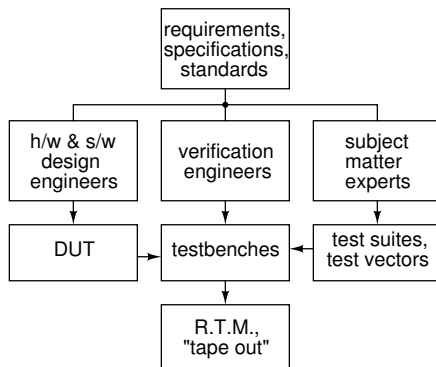 requirements,
specifications,
standards
h/w & s/w
design
engineers
verification
engineers
subject
matter
experts
DUT
testbenches
test suites,
test vectors
R.T.M.,
"tape out"